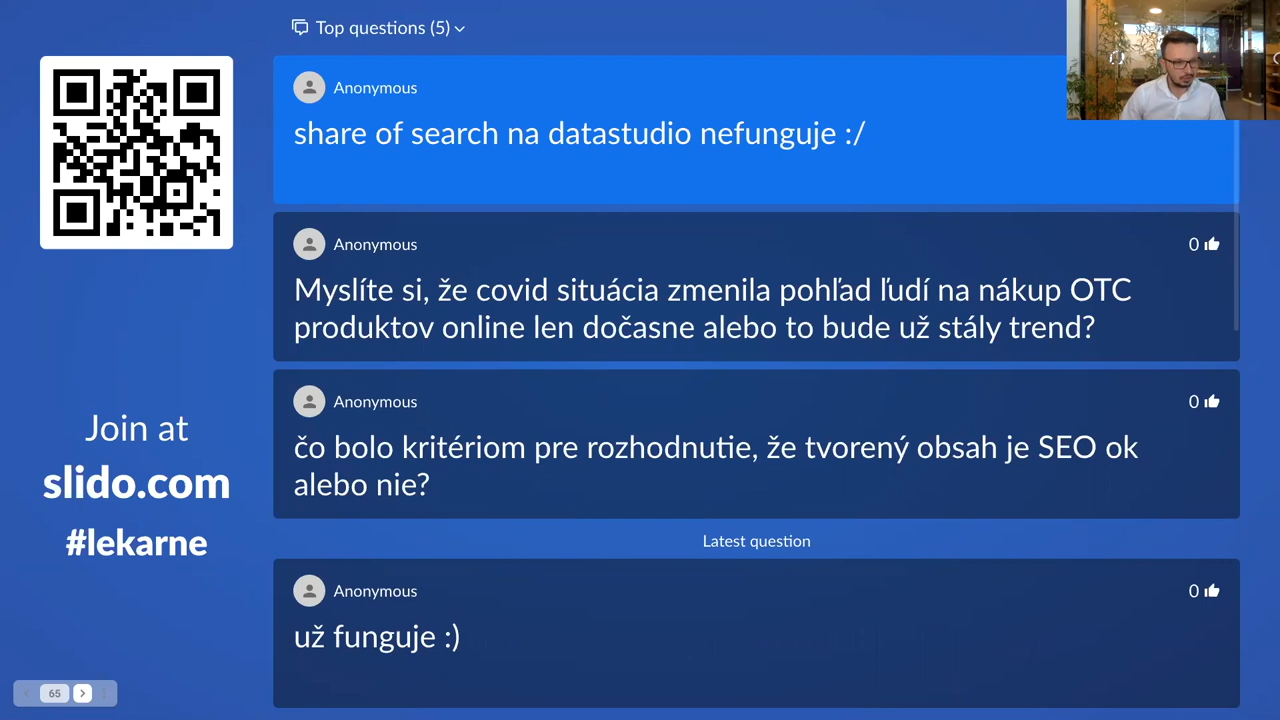 Top questions (5)
Anonymous
share of search na datastudio nefunguje :/
Anonymous
0
Myslíte si, že covid situácia zmenila pohľad ľudí na nákup OTC
produktov online len dočasne alebo to bude už stály trend?
Anonymous
0
čo bolo kritériom pre rozhodnutie, že tvorený obsah je SEO ok
alebo nie?
Latest question
Anonymous
0
už funguje :)
Join at
slido.com
#lekarne
65